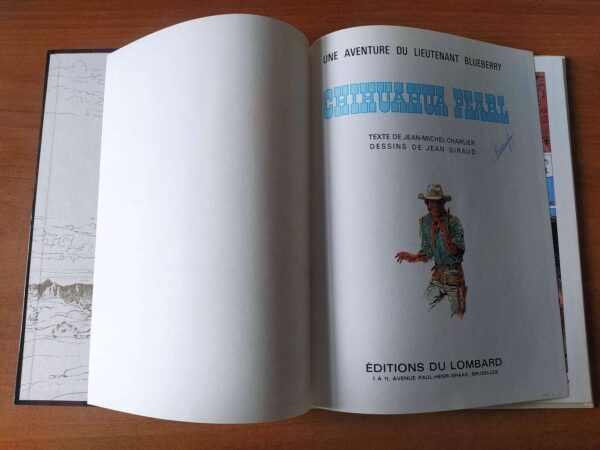 UNE AVENTURE DU LIEUTENANT BLUEBERRY
CHIHUAHUA PEARL
TEXTE DE JEAN-MICHEL CHARLIER
DESSINS DE JEAN GIRAUD
ÉDITIONS DU LOMBARD
1 A 11, AVENUE PAUL-HENRI-SPAAK, BRUXELLES